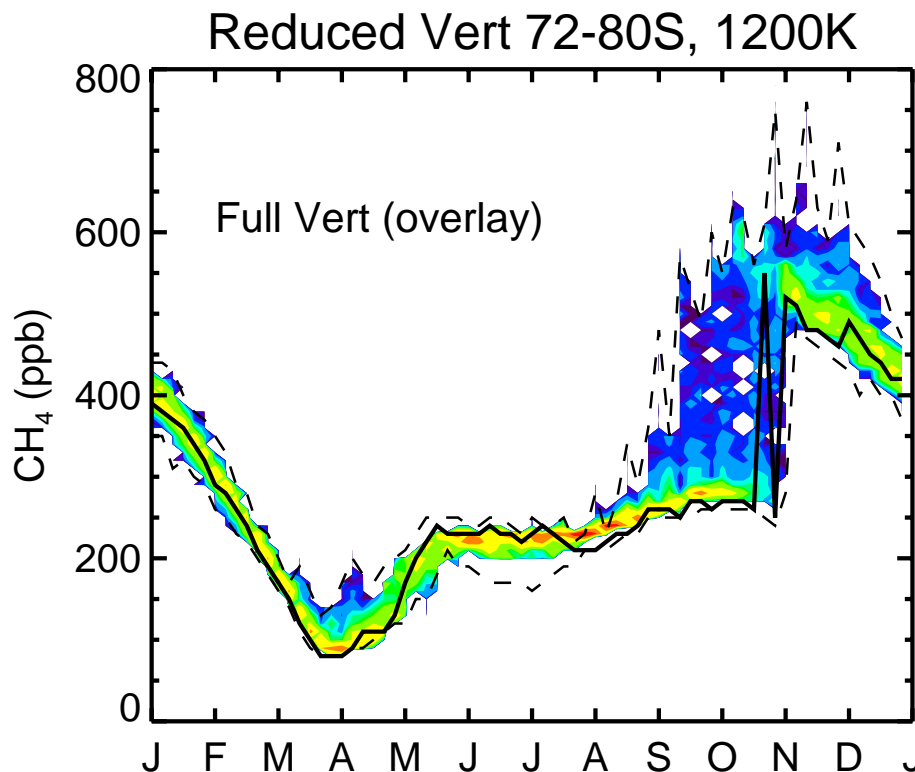 Reduced Vert 72-80S, 1200K
800
Full Vert (overlay)
600
CH₄ (ppb)
400
200
0
J F M A M J J A S O N D J